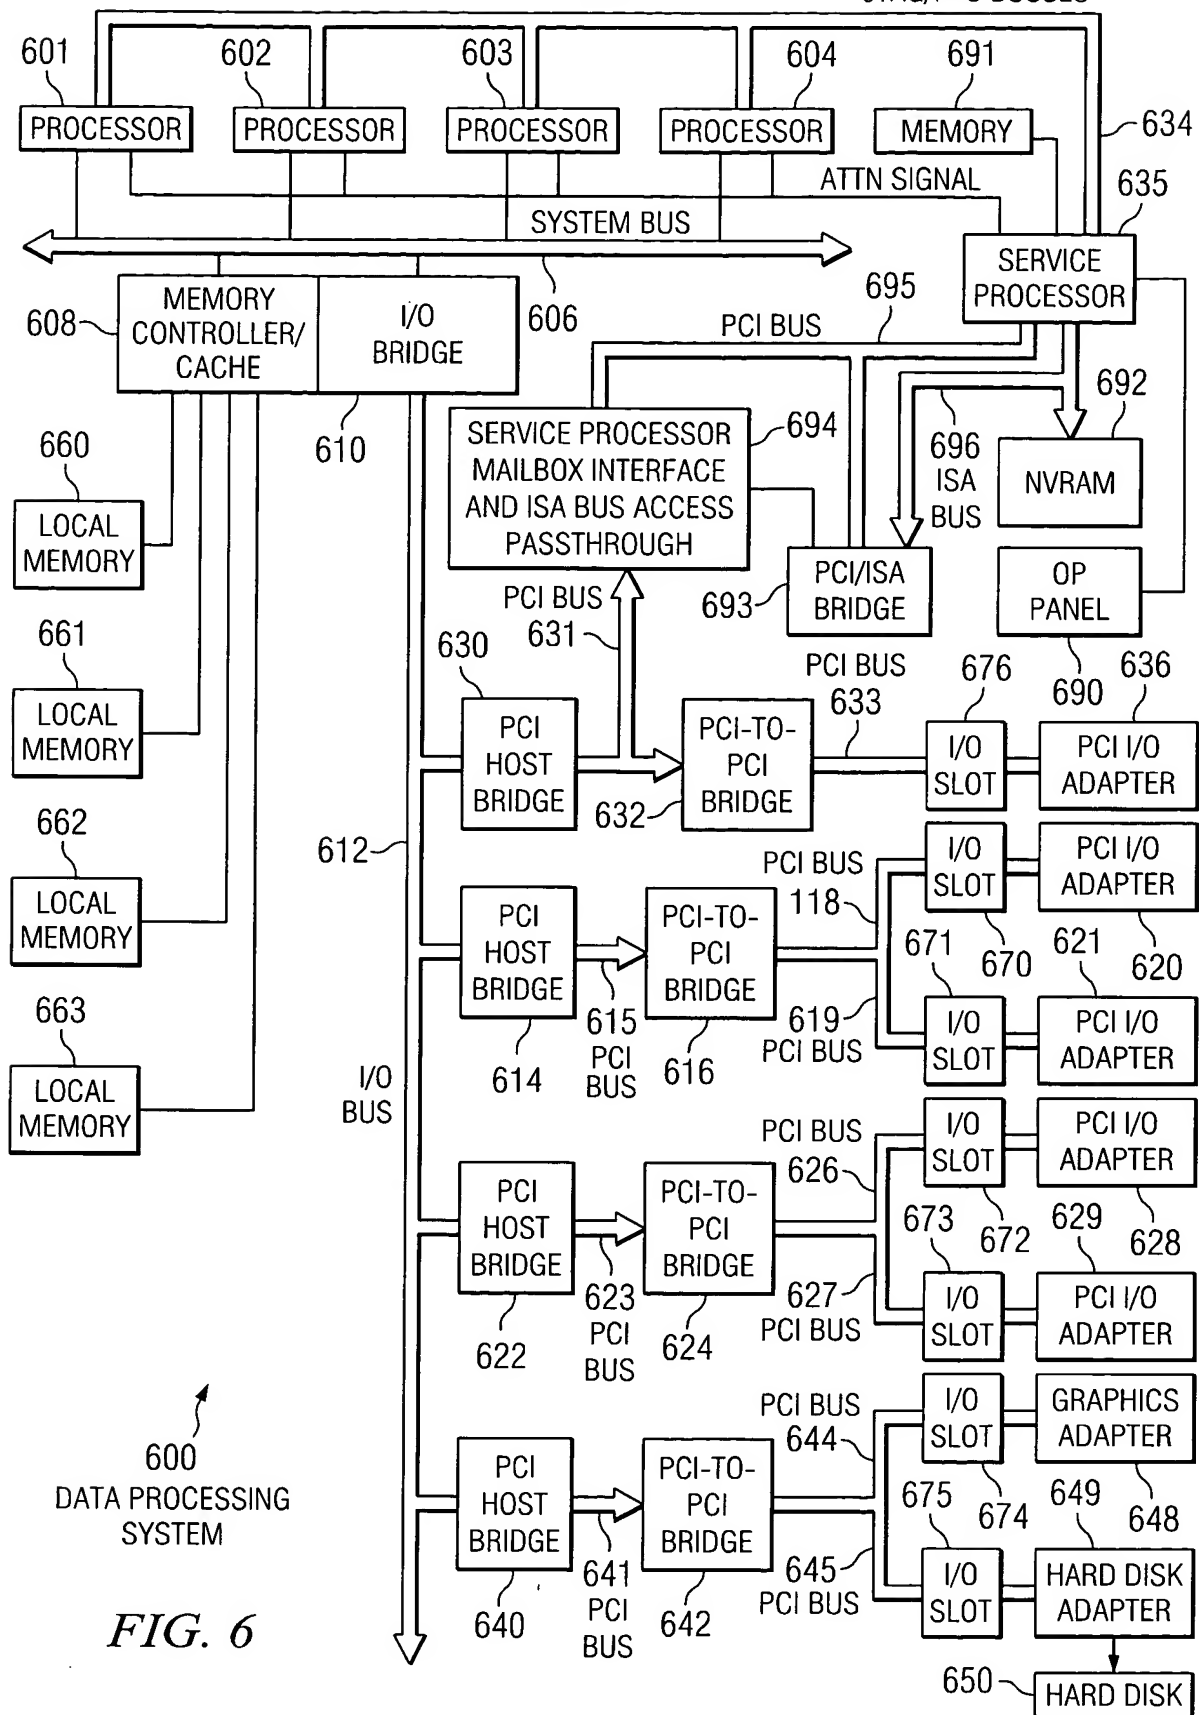 601
602
603
604
691
PROCESSOR
PROCESSOR
PROCESSOR
PROCESSOR
MEMORY
634
ATTN SIGNAL
635
SYSTEM BUS
SERVICE
PROCESSOR
608
MEMORY
CONTROLLER/
CACHE
I/O
BRIDGE
606
695
PCI BUS
610
SERVICE PROCESSOR
MAILBOX INTERFACE
AND ISA BUS ACCESS
PASSTHROUGH
694
696
ISA
BUS
692
NVRAM
660
LOCAL
MEMORY
693
PCI/ISA
BRIDGE
OP
PANEL
690
PCI BUS
631
661
LOCAL
MEMORY
630
PCI
HOST
BRIDGE
632
PCI-TO-
PCI
BRIDGE
PCI BUS
633
676
I/O
SLOT
636
PCI I/O
ADAPTER
662
LOCAL
MEMORY
612
PCI
HOST
BRIDGE
614
615
PCI
BUS
PCI-TO-
PCI
BRIDGE
616
PCI BUS
118
I/O
SLOT
670
PCI I/O
ADAPTER
620
619
PCI BUS
671
I/O
SLOT
621
PCI I/O
ADAPTER
663
LOCAL
MEMORY
I/O
BUS
PCI
HOST
BRIDGE
622
623
PCI
BUS
PCI-TO-
PCI
BRIDGE
624
PCI BUS
626
I/O
SLOT
672
PCI I/O
ADAPTER
628
627
PCI BUS
673
I/O
SLOT
629
PCI I/O
ADAPTER
600
DATA PROCESSING
SYSTEM
PCI
HOST
BRIDGE
640
641
PCI
BUS
PCI-TO-
PCI
BRIDGE
642
PCI BUS
644
I/O
SLOT
674
GRAPHICS
ADAPTER
648
645
PCI BUS
675
I/O
SLOT
649
HARD DISK
ADAPTER
650
HARD DISK
FIG. 6